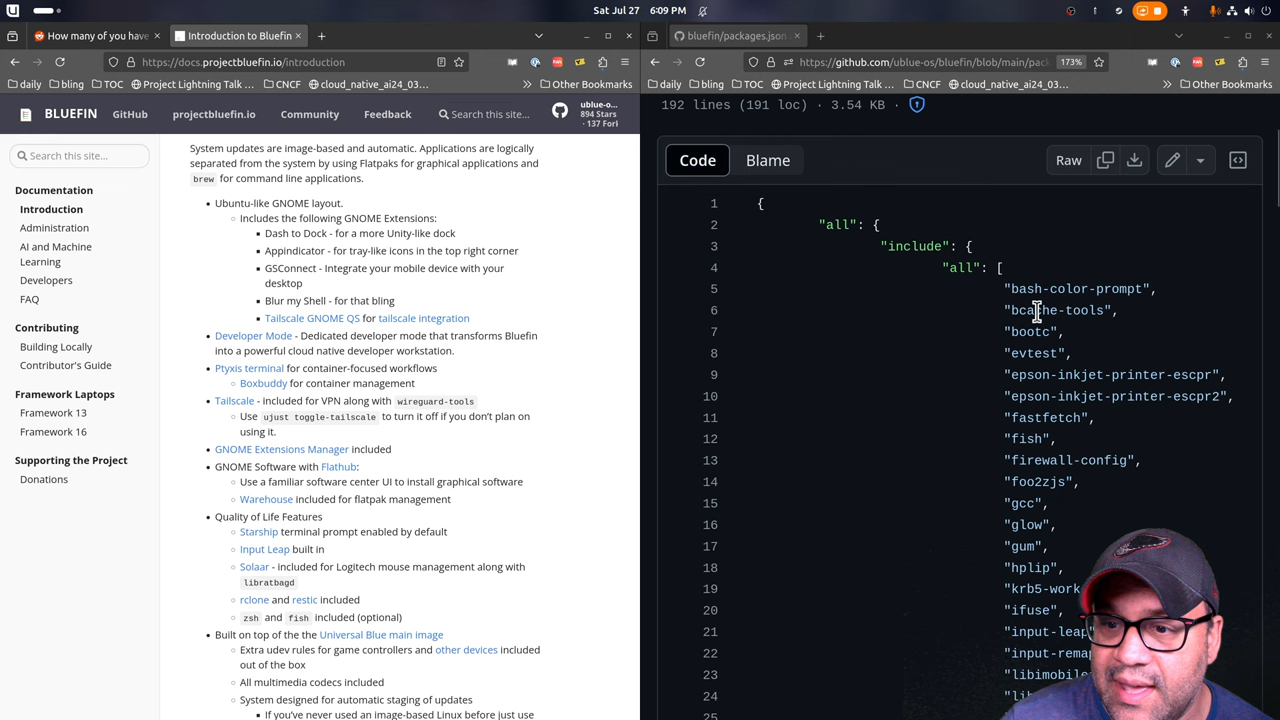 Sat Jul 27 6:09 PM
How many of you have
Introduction to Bluefin
https://docs.projectbluefin.io/introduction
daily
bling
TOC
Project Lightning Talk ...
CNCF
cloud_native_ai24_03...
Other Bookmarks
BLUEFIN
GitHub
projectbluefin.io
Community
Feedback
Search this site...
ublue-o...
894 Stars
· 137 Fork
Search this site...
Documentation
Introduction
Administration
AI and Machine
Learning
Developers
FAQ
Contributing
Building Locally
Contributor's Guide
Framework Laptops
Framework 13
Framework 16
Supporting the Project
Donations
System updates are image-based and automatic. Applications are logically
separated from the system by using Flatpaks for graphical applications and
brew for command line applications.
Ubuntu-like GNOME layout.
Includes the following GNOME Extensions:
Dash to Dock - for a more Unity-like dock
Appindicator - for tray-like icons in the top right corner
GSConnect - Integrate your mobile device with your
desktop
Blur my Shell - for that bling
Tailscale GNOME QS for tailscale integration
Developer Mode - Dedicated developer mode that transforms Bluefin
into a powerful cloud native developer workstation.
Ptyxis terminal for container-focused workflows
Boxbuddy for container management
Tailscale - included for VPN along with wireguard-tools
Use ujust toggle-tailscale to turn it off if you don't plan on
using it.
GNOME Extensions Manager included
GNOME Software with Flathub:
Use a familiar software center UI to install graphical software
Warehouse included for flatpak management
Quality of Life Features
Starship terminal prompt enabled by default
Input Leap built in
Solaar - included for Logitech mouse management along with
libratbagd
rclone and restic included
zsh and fish included (optional)
Built on top of the the Universal Blue main image
Extra udev rules for game controllers and other devices included
out of the box
All multimedia codecs included
System designed for automatic staging of updates
If you've never used an image-based Linux before just use
bluefin/packages.json
https://github.com/ublue-os/bluefin/blob/main/pack
173%
daily
bling
TOC
Project Lightning Talk ...
CNCF
cloud_native_ai24_03...
Other Bookmarks
192 lines (191 loc) · 3.54 KB
Code
Blame
Raw
1 {
2 "all": {
3 "include": {
4 "all": [
5 "bash-color-prompt",
6 "bcache-tools",
7 "bootc",
8 "evtest",
9 "epson-inkjet-printer-escpr",
10 "epson-inkjet-printer-escpr2",
11 "fastfetch",
12 "fish",
13 "firewall-config",
14 "foo2zjs",
15 "gcc",
16 "glow",
17 "gum",
18 "hplip",
19 "krb5-work
20 "ifuse",
21 "input-leap"
22 "input-remap
23 "libimobile
24 "lib
25